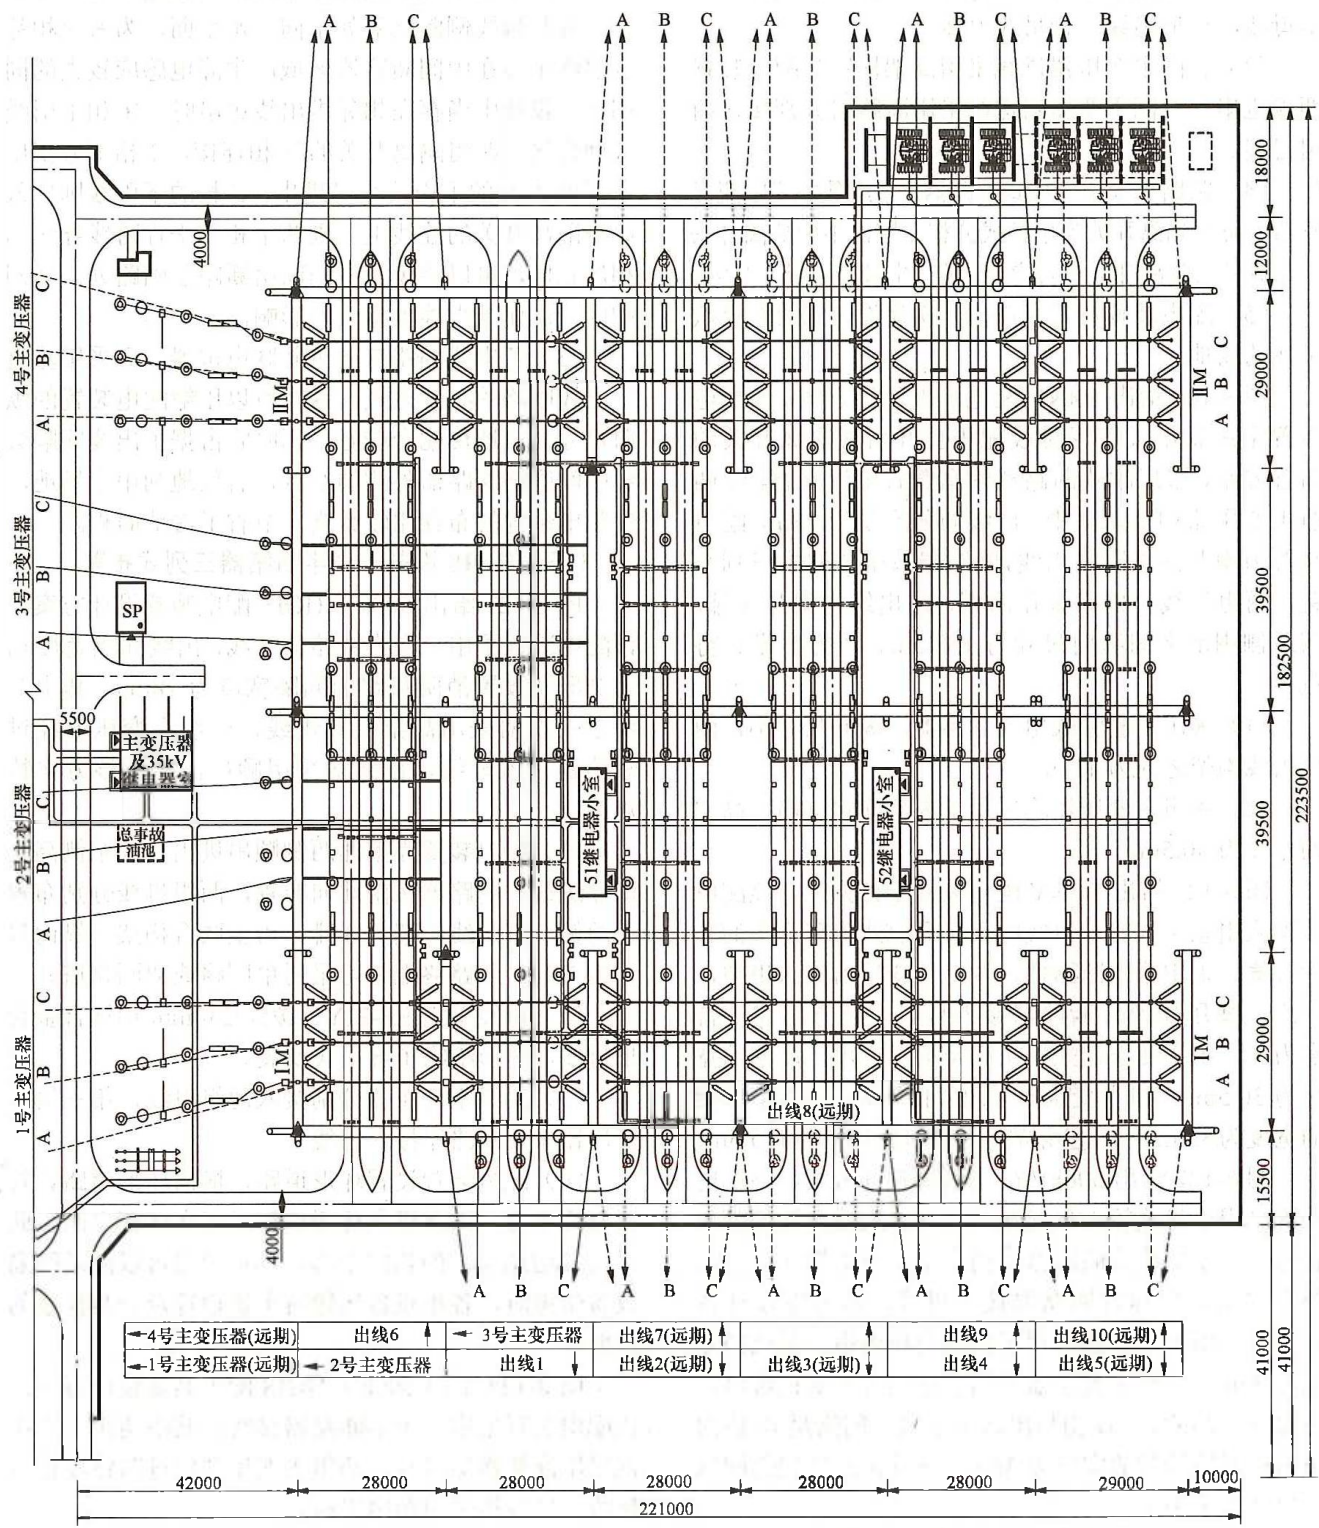 A B C A B C A B C A B C A B C
18000
12000
29000
39500
39500
29000
15500
41000
182500
41000
223500
4000
4号主变压器
C
B
A
ⅡM
ⅡM
C
B
A
3号主变压器
C
B
A
SP
5500
主变压器
及35kV
继电器室
总事故
油池
2号主变压器
C
B
A
51继电器小室
52继电器小室
1号主变压器
C
B
A
ⅠM
ⅠM
C
B
A
出线8(远期)
4000
A B C A B C A B C A B C A B C
4号主变压器(远期) 出线6 3号主变压器 出线7(远期) 出线9 出线10(远期)
1号主变压器(远期) 2号主变压器 出线1 出线2(远期) 出线3(远期) 出线4 出线5(远期)
42000 28000 28000 28000 28000 28000 29000 10000
221000